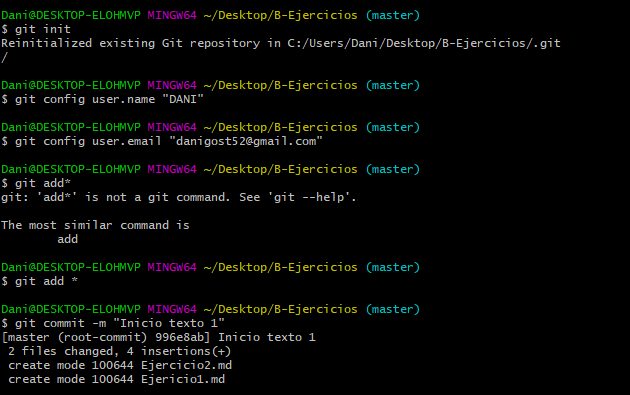 Dani@DESKTOP-ELOHMVP MINGW64 ~/Desktop/B-Ejercicios (master)
$ git init
Reinitialized existing Git repository in C:/Users/Dani/Desktop/B-Ejercicios/.git
/
Dani@DESKTOP-ELOHMVP MINGW64 ~/Desktop/B-Ejercicios (master)
$ git config user.name "DANI"
Dani@DESKTOP-ELOHMVP MINGW64 ~/Desktop/B-Ejercicios (master)
$ git config user.email "danigost52@gmail.com"
Dani@DESKTOP-ELOHMVP MINGW64 ~/Desktop/B-Ejercicios (master)
$ git add*
git: 'add*' is not a git command. See 'git --help'.
The most similar command is
add
Dani@DESKTOP-ELOHMVP MINGW64 ~/Desktop/B-Ejercicios (master)
$ git add *
Dani@DESKTOP-ELOHMVP MINGW64 ~/Desktop/B-Ejercicios (master)
$ git commit -m "Inicio texto 1"
[master (root-commit) 996e8ab] Inicio texto 1
2 files changed, 4 insertions(+)
create mode 100644 Ejercicio2.md
create mode 100644 Ejericio1.md